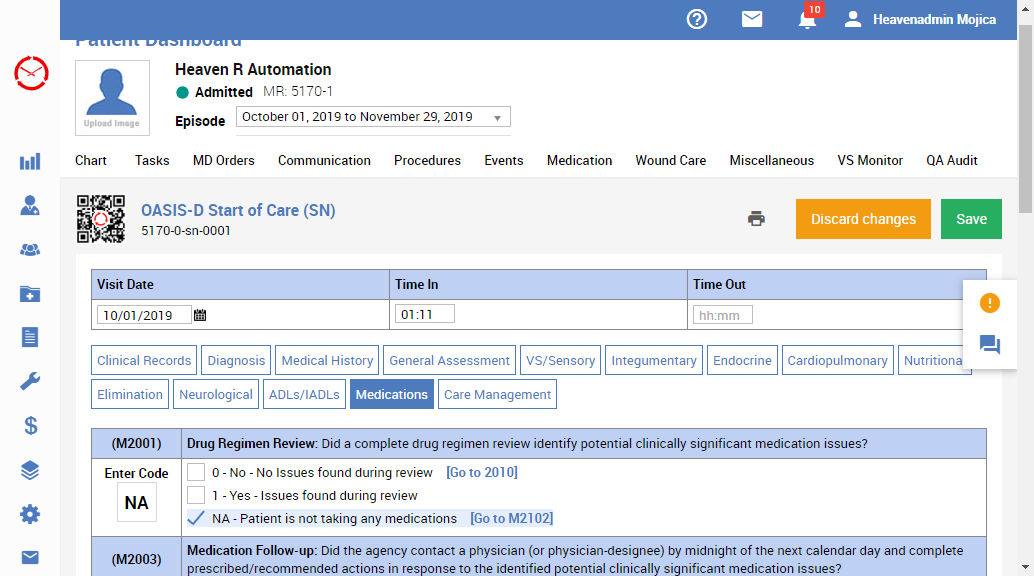 10
Heavenadmin Mojica
Patient Dashboard
Upload Image
Heaven R Automation
Admitted MR: 5170-1
Episode October 01, 2019 to November 29, 2019
Chart Tasks MD Orders Communication Procedures Events Medication Wound Care Miscellaneous VS Monitor QA Audit
OASIS-D Start of Care (SN)
5170-0-sn-0001
Discard changes Save
Visit Date Time In Time Out
10/01/2019 01:11 hh:mm
Clinical Records Diagnosis Medical History General Assessment VS/Sensory Integumentary Endocrine Cardiopulmonary Nutritiona
Elimination Neurological ADLs/IADLs Medications Care Management
(M2001) Drug Regimen Review: Did a complete drug regimen review identify potential clinically significant medication issues?
Enter Code
NA
0 - No - No Issues found during review [Go to 2010]
1 - Yes - Issues found during review
NA - Patient is not taking any medications [Go to M2102]
(M2003) Medication Follow-up: Did the agency contact a physician (or physician-designee) by midnight of the next calendar day and complete
prescribed/recommended actions in response to the identified potential clinically significant medication issues?